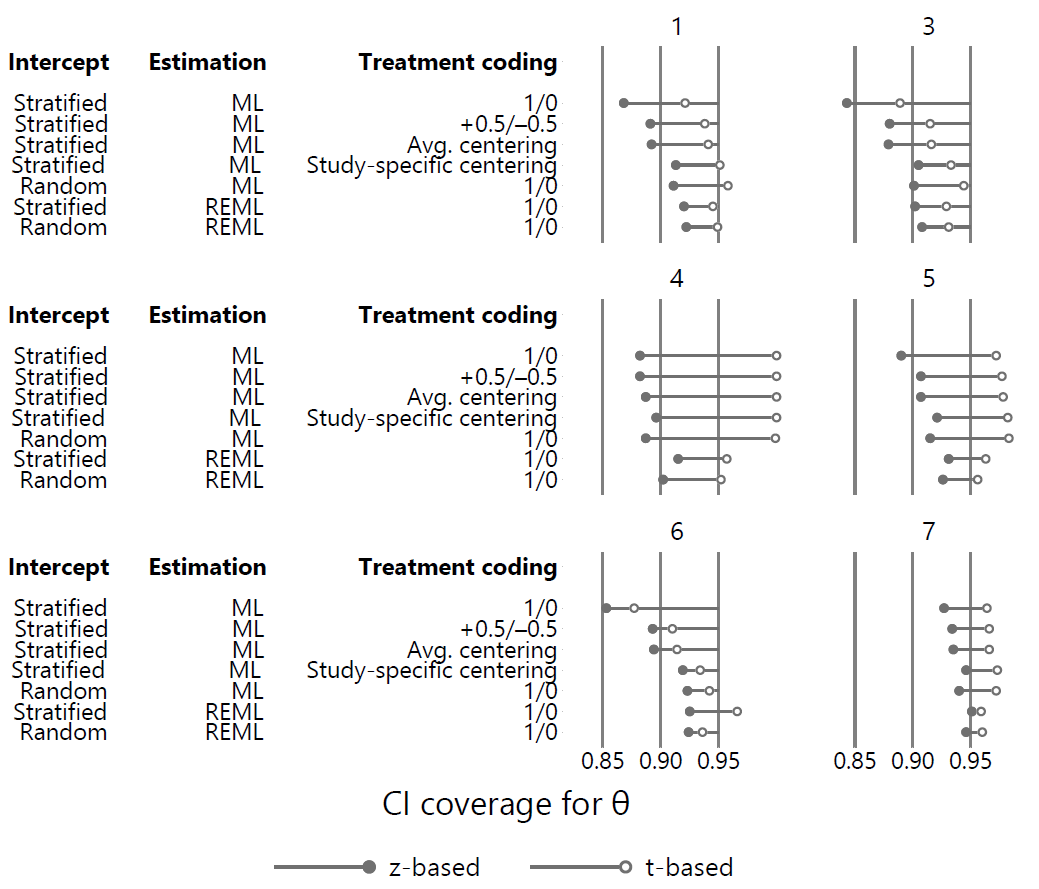 1 3
Intercept Estimation Treatment coding
Stratified ML 1/0
Stratified ML +0.5/−0.5
Stratified ML Avg. centering
Stratified ML Study-specific centering
Random ML 1/0
Stratified REML 1/0
Random REML 1/0
4 5
Intercept Estimation Treatment coding
Stratified ML 1/0
Stratified ML +0.5/−0.5
Stratified ML Avg. centering
Stratified ML Study-specific centering
Random ML 1/0
Stratified REML 1/0
Random REML 1/0
6 7
Intercept Estimation Treatment coding
Stratified ML 1/0
Stratified ML +0.5/−0.5
Stratified ML Avg. centering
Stratified ML Study-specific centering
Random ML 1/0
Stratified REML 1/0
Random REML 1/0
0.85 0.90 0.95 0.85 0.90 0.95
CI coverage for θ
z-based t-based